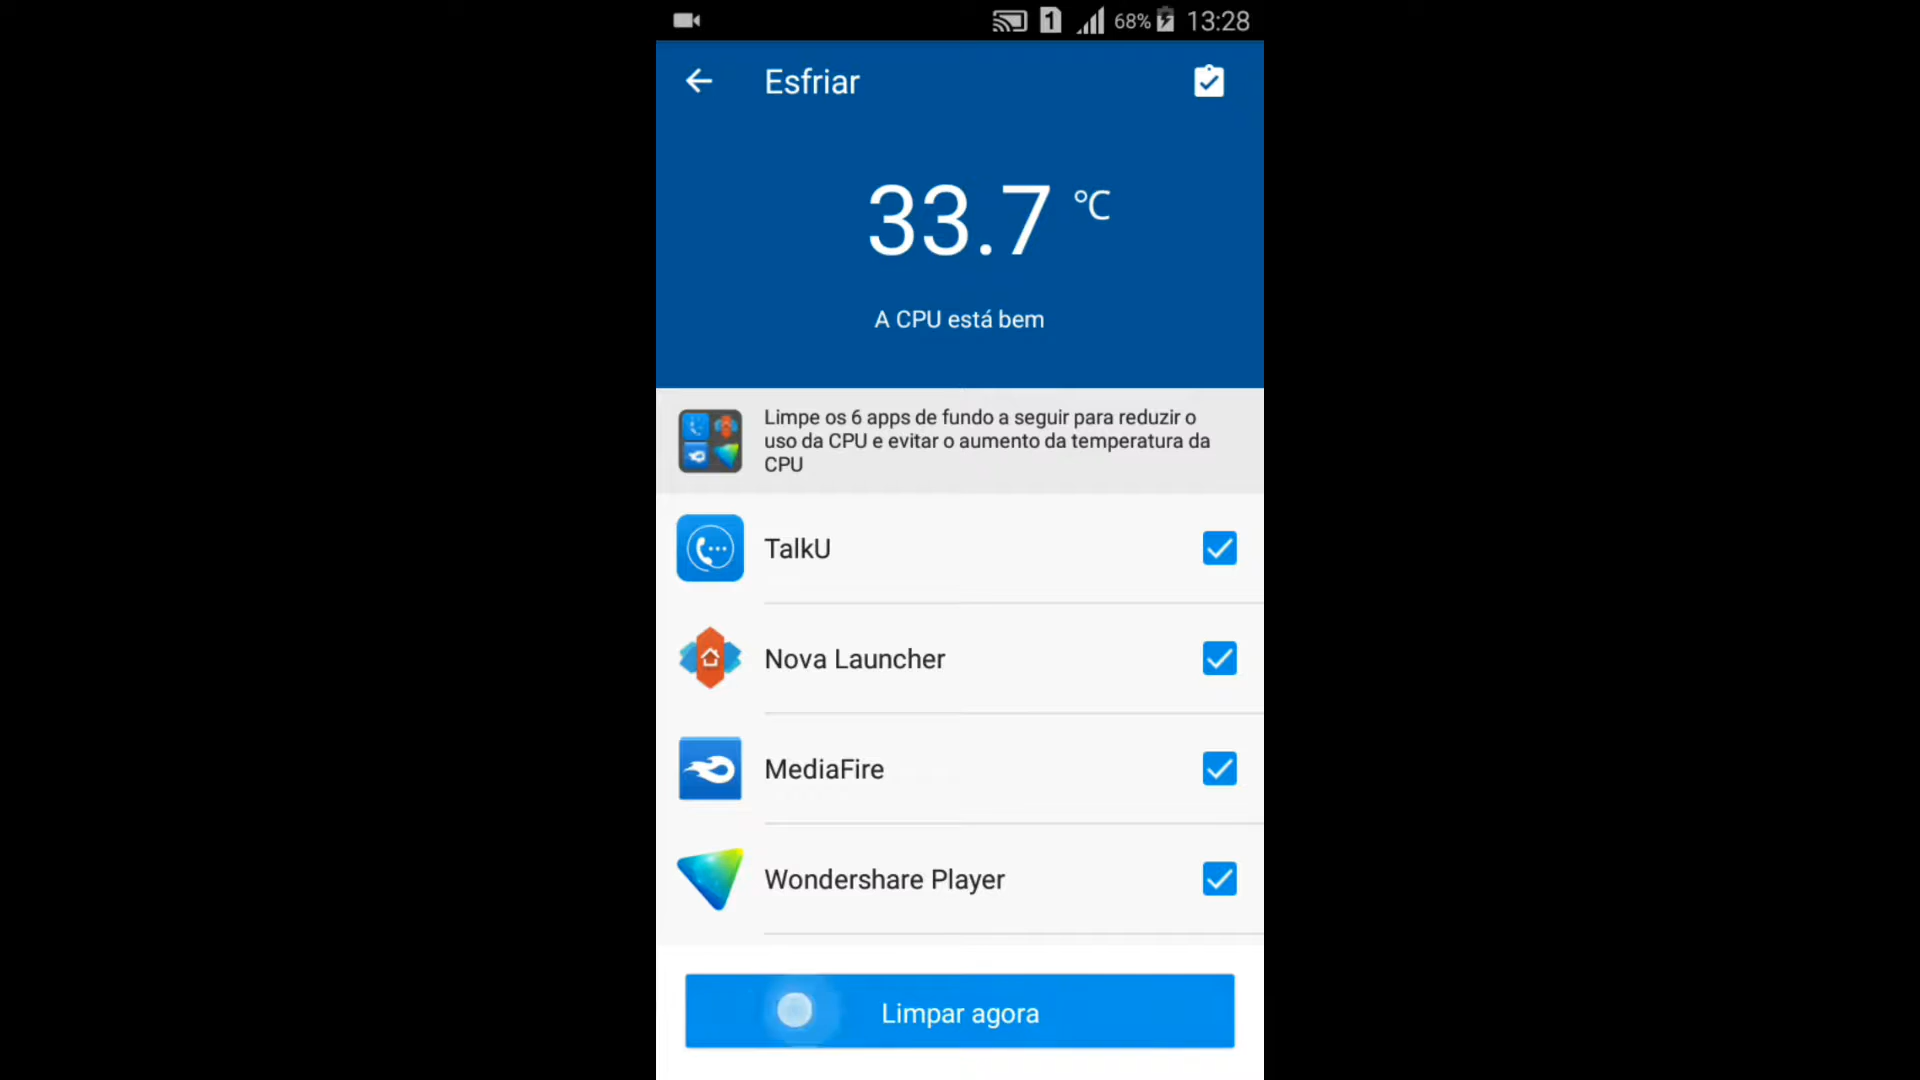 1 68% 13:28
Esfriar
33.7 °C
A CPU está bem
Limpe os 6 apps de fundo a seguir para reduzir o
uso da CPU e evitar o aumento da temperatura da
CPU
TalkU
Nova Launcher
MediaFire
Wondershare Player
Limpar agora